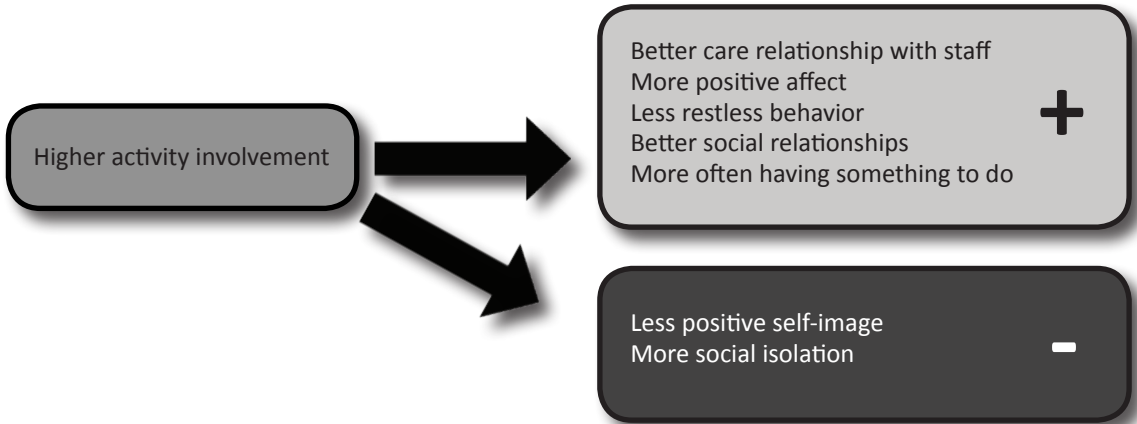 Higher activity involvement
Better care relationship with staff
More positive affect
Less restless behavior
Better social relationships
More often having something to do
+
Less positive self-image
More social isolation
-